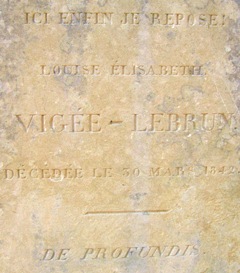 ICI ENFIN JE REPOSE!
LOUISE ELISABETH
VIGÉE-LEBRUN
DÉCÉDÉE LE 30 MARS 1842
DE PROFUNDIS